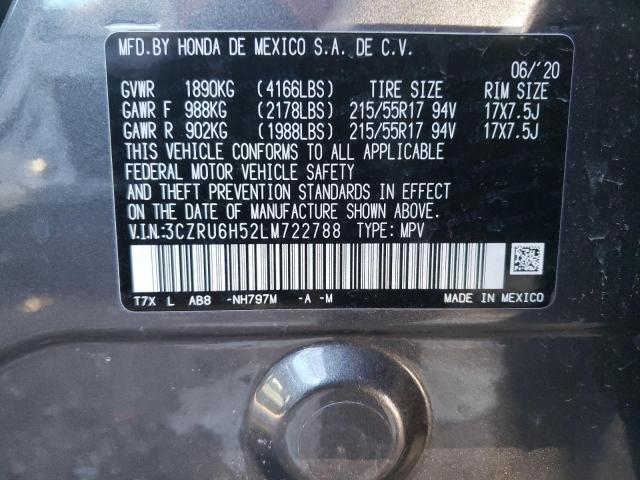 MFD.BY HONDA DE MEXICO S.A. DE C.V.
06/'20
GVWR 1890KG (4166LBS) TIRE SIZE RIM SIZE
GAWR F 988KG (2178LBS) 215/55R17 94V 17X7.5J
GAWR R 902KG (1988LBS) 215/55R17 94V 17X7.5J
THIS VEHICLE CONFORMS TO ALL APPLICABLE
FEDERAL MOTOR VEHICLE SAFETY
AND THEFT PREVENTION STANDARDS IN EFFECT
ON THE DATE OF MANUFACTURE SHOWN ABOVE.
V.I.N:3CZRU6H52LM722788 TYPE: MPV
T7X L AB8 -NH797M -A -M MADE IN MEXICO